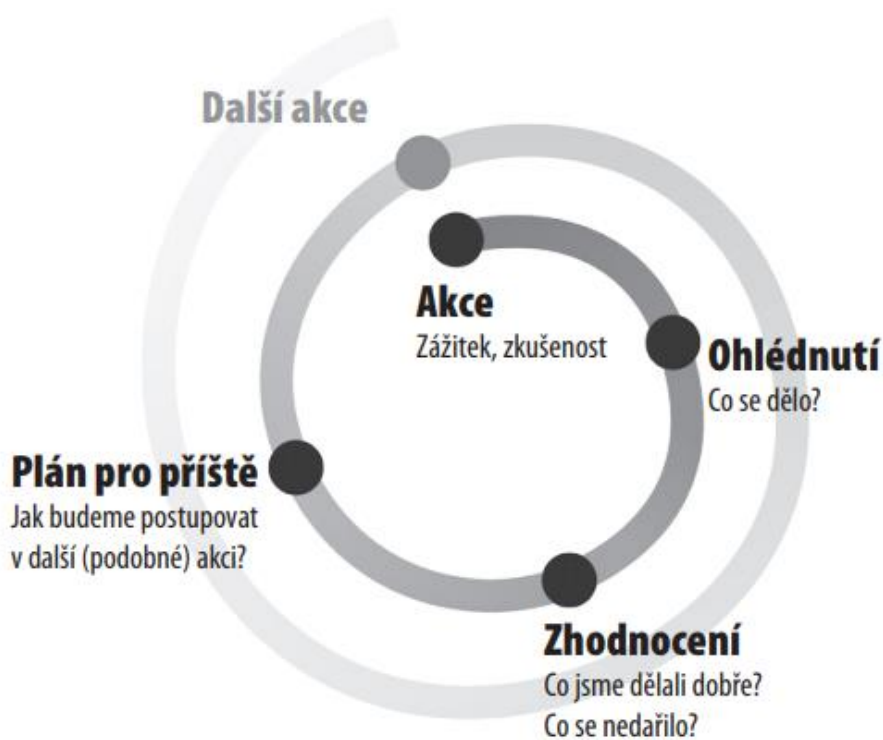 Další akce
Akce
Zážitek, zkušenost
Ohlédnutí
Co se dělo?
Plán pro příště
Jak budeme postupovat
v další (podobné) akci?
Zhodnocení
Co jsme dělali dobře?
Co se nedařilo?